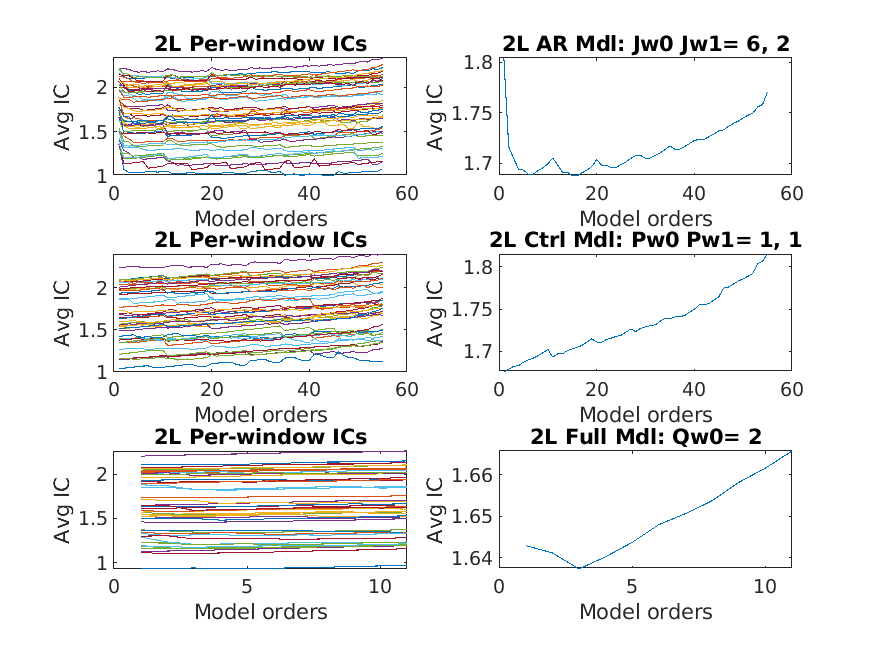 2L Per-window ICs
2L AR Mdl: Jw0 Jw1= 6, 2
Avg IC
2
1.5
1
0 20 40 60
Model orders
Avg IC
1.8
1.75
1.7
0 20 40 60
Model orders
2L Per-window ICs
2L Ctrl Mdl: Pw0 Pw1= 1, 1
Avg IC
2
1.5
1
0 20 40 60
Model orders
Avg IC
1.8
1.75
1.7
0 20 40 60
Model orders
2L Per-window ICs
2L Full Mdl: Qw0= 2
Avg IC
2
1.5
1
0 5 10
Model orders
Avg IC
1.66
1.65
1.64
0 5 10
Model orders